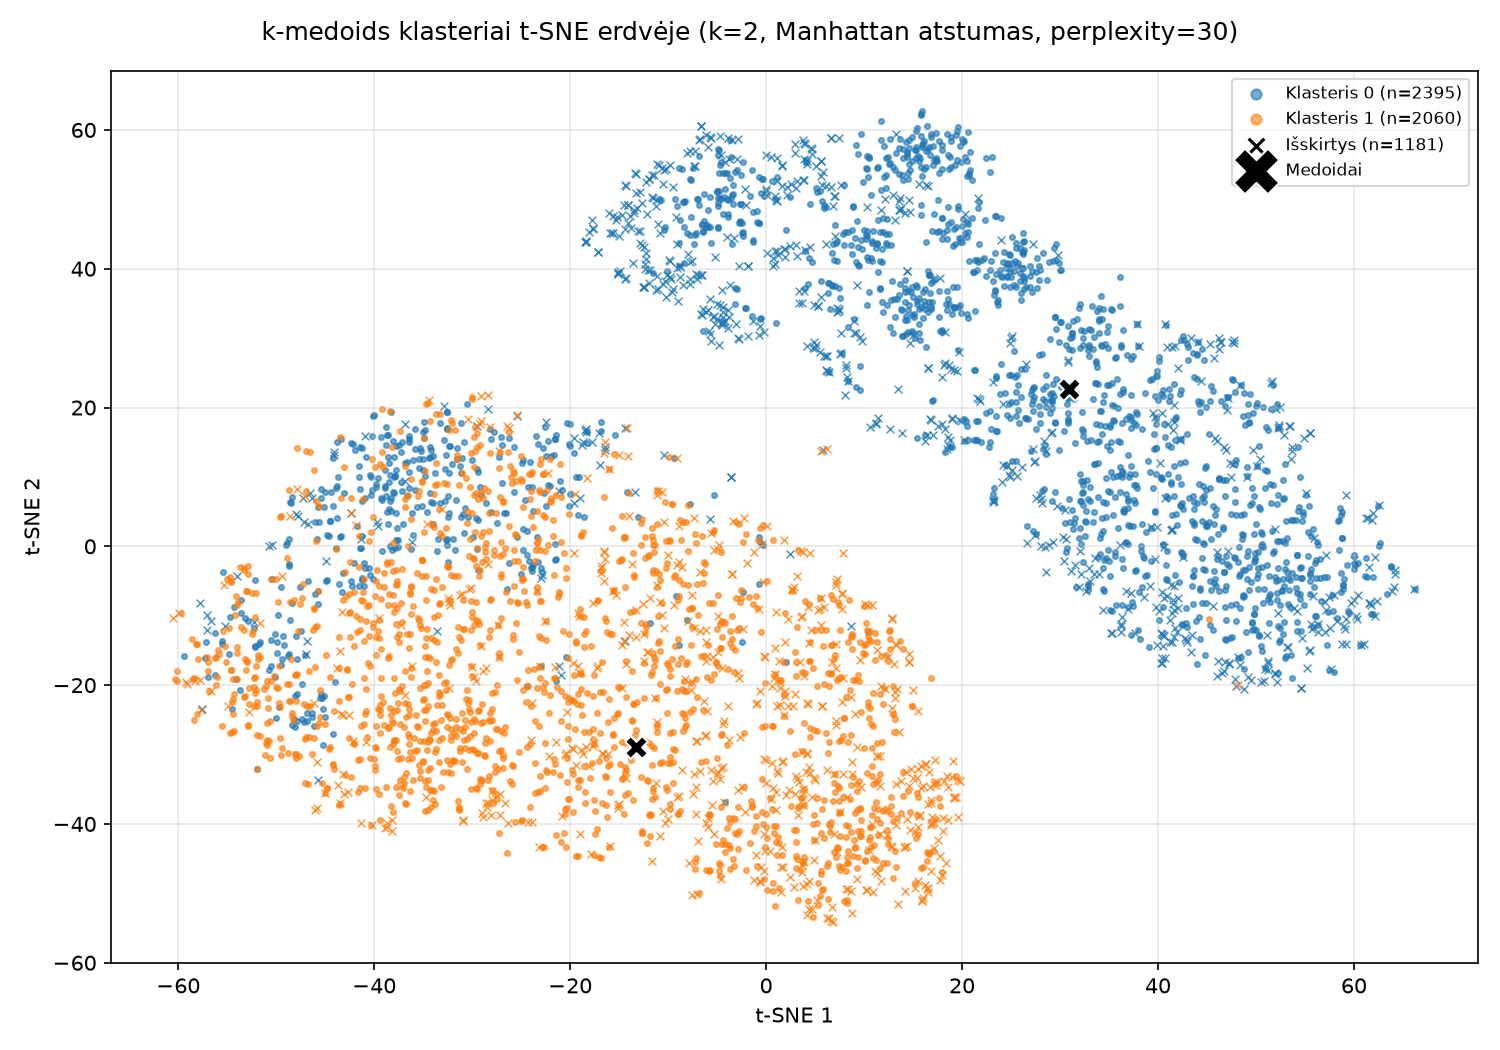 k-medoids klasteriai t-SNE erdvėje (k=2, Manhattan atstumas, perplexity=30)
Klasteris 0 (n=2395)
Klasteris 1 (n=2060)
Išskirtys (n=1181)
Medoidai
60
40
20
0
−20
−40
−60
t-SNE 2
−60
−40
−20
0
20
40
60
t-SNE 1